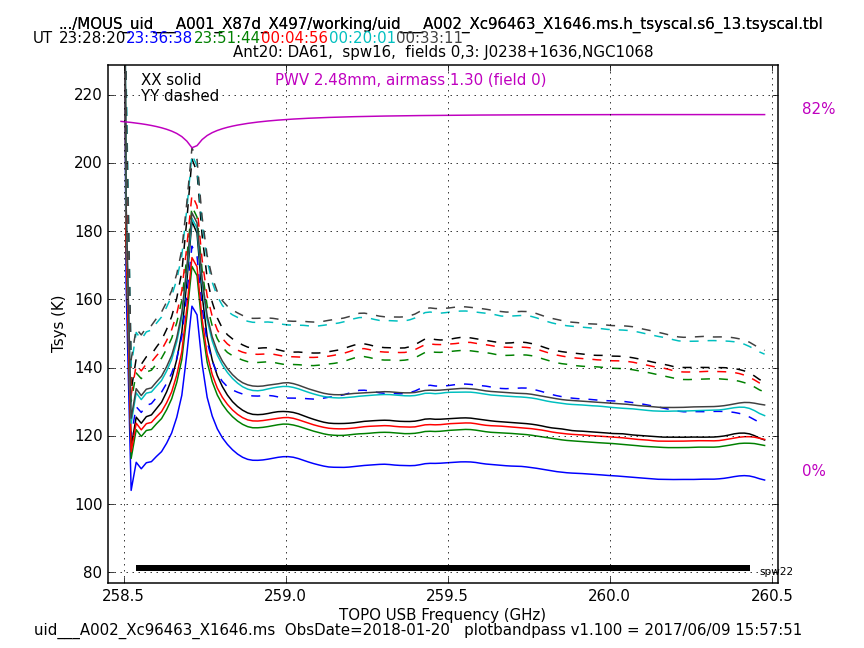 .../MOUS_uid___A001_X87d_X497/working/uid___A002_Xc96463_X1646.ms.h_tsyscal.s6_13.tsyscal.tbl
UT 23:28:20 23:36:38 23:51:44 00:04:56 00:20:01 00:33:11
Ant20: DA61, spw16, fields 0,3: J0238+1636,NGC1068
XX solid
PWV 2.48mm, airmass 1.30 (field 0)
YY dashed
82%
0%
220
200
180
160
140
120
100
80
Tsys (K)
spw22
258.5 259.0 259.5 260.0 260.5
TOPO USB Frequency (GHz)
uid___A002_Xc96463_X1646.ms ObsDate=2018-01-20 plotbandpass v1.100 = 2017/06/09 15:57:51